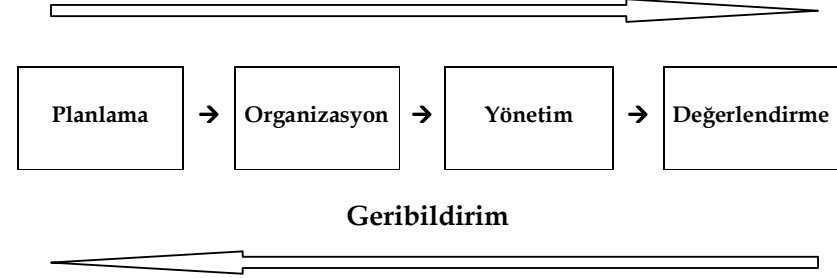 Planlama → Organizasyon → Yönetim → Değerlendirme
Geribildirim